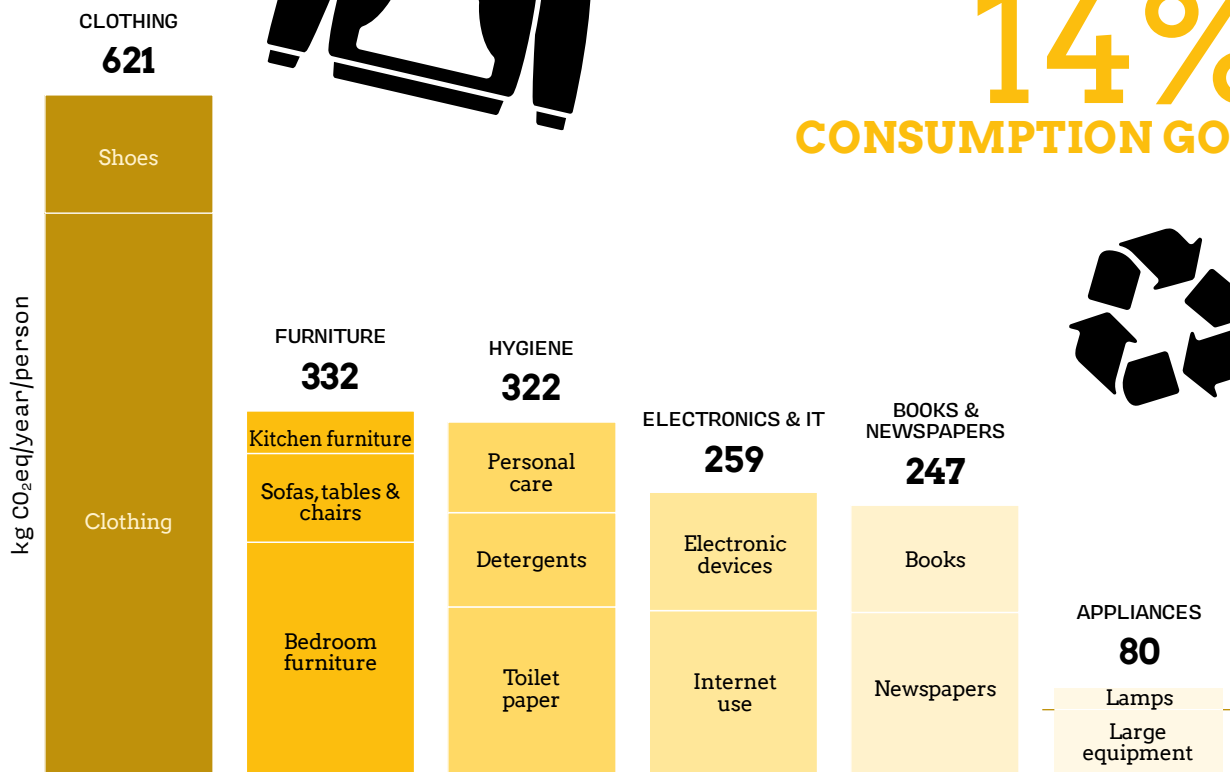 14%
CONSUMPTION GO
kg CO₂eq/year/person
CLOTHING
621
Shoes
Clothing
FURNITURE
332
Kitchen furniture
Sofas, tables &
chairs
Bedroom
furniture
HYGIENE
322
Personal
care
Detergents
Toilet
paper
ELECTRONICS & IT
259
Electronic
devices
Internet
use
BOOKS &
NEWSPAPERS
247
Books
Newspapers
APPLIANCES
80
Lamps
Large
equipment